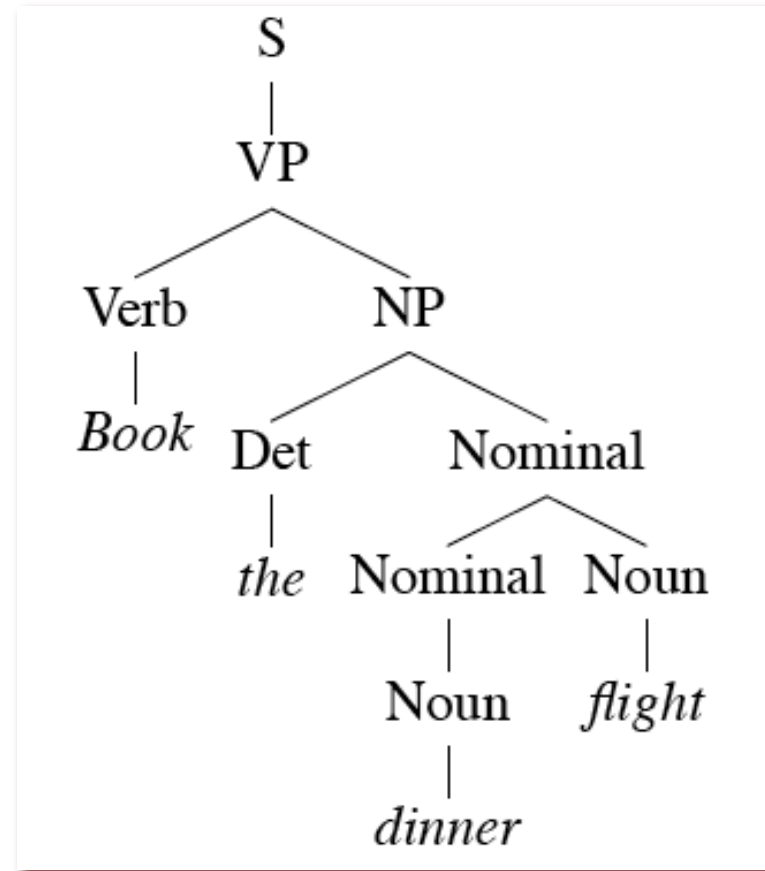 S
VP
Verb NP
Book Det Nominal
the Nominal Noun
Noun flight
dinner